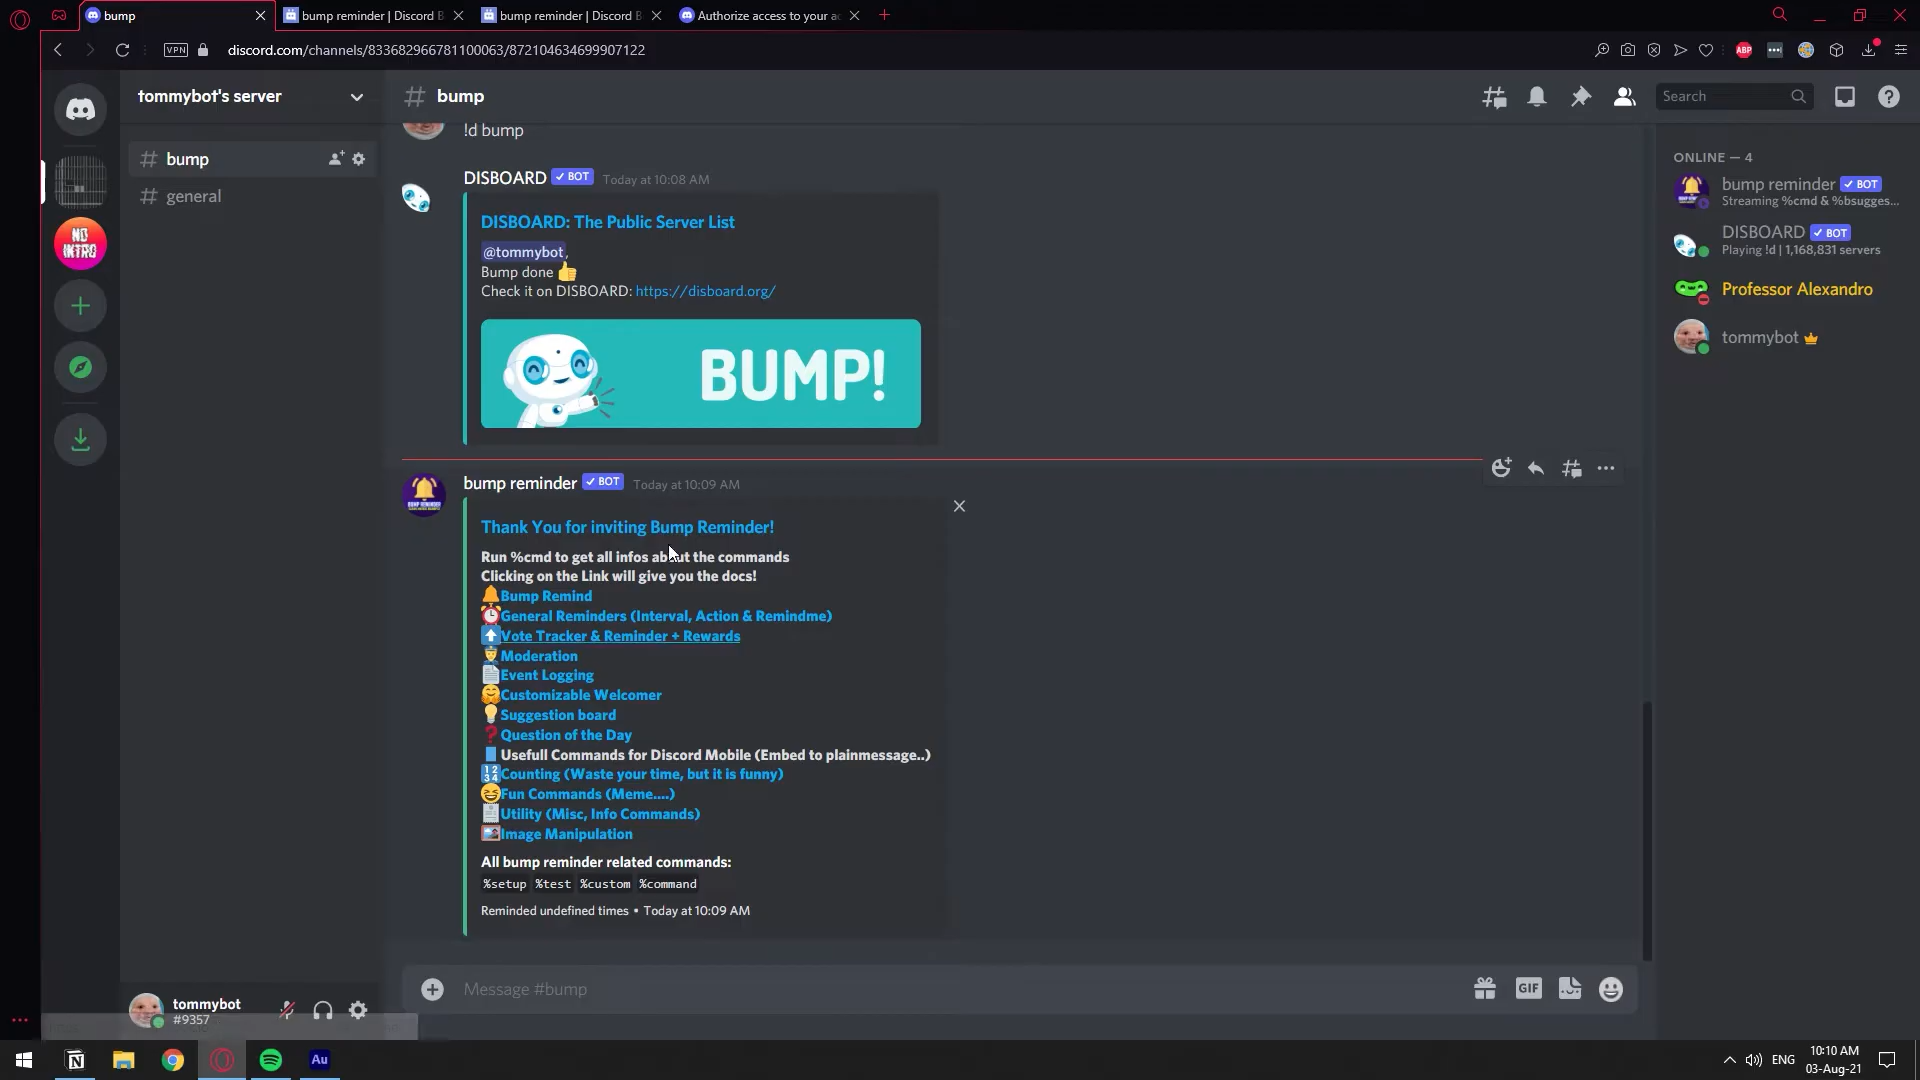 bump
bump reminder | Discord B
bump reminder | Discord B
Authorize access to your a
VPN
discord.com/channels/833682966781100063/872104634699907122
ABP
tommybot's server
bump
Search
NO
INTRO
bump
general
!d bump
DISBOARD ✓ BOT Today at 10:08 AM
DISBOARD: The Public Server List
@tommybot,
Bump done 👍
Check it on DISBOARD: https://disboard.org/
BUMP!
bump reminder ✓ BOT Today at 10:09 AM
Thank You for inviting Bump Reminder!
Run %cmd to get all infos about the commands
Clicking on the Link will give you the docs!
🔔Bump Remind
⏰General Reminders (Interval, Action & Remindme)
⬆Vote Tracker & Reminder + Rewards
👮Moderation
📄Event Logging
🤗Customizable Welcomer
💡Suggestion board
❓Question of the Day
Usefull Commands for Discord Mobile (Embed to plainmessage..)
🔢Counting (Waste your time, but it is funny)
😆Fun Commands (Meme....)
🧾Utility (Misc, Info Commands)
🖼Image Manipulation
All bump reminder related commands:
%setup %test %custom %command
Reminded undefined times • Today at 10:09 AM
Message #bump
GIF
ONLINE — 4
bump reminder ✓ BOT
Streaming %cmd & %bsugges...
DISBOARD ✓ BOT
Playing !d | 1,168,831 servers
Professor Alexandro
tommybot
tommybot
#9357
Au
ENG
10:10 AM
03-Aug-21